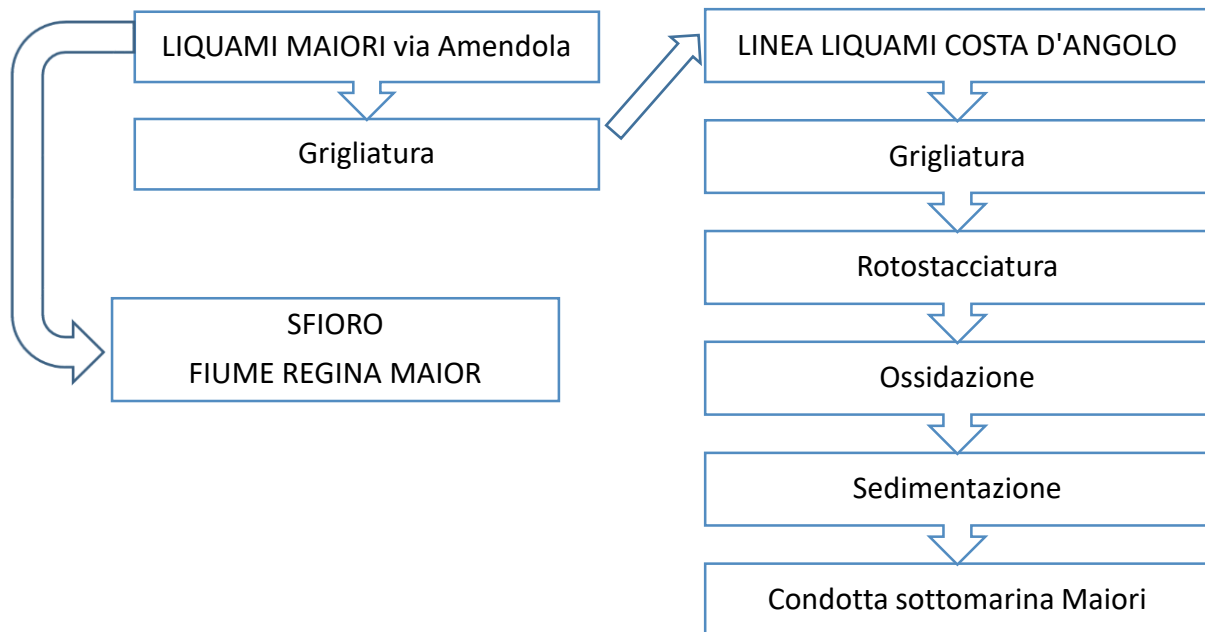 LIQUAMI MAIORI via Amendola
Grigliatura
SFIORO
FIUME REGINA MAIOR
LINEA LIQUAMI COSTA D'ANGOLO
Grigliatura
Rotostacciatura
Ossidazione
Sedimentazione
Condotta sottomarina Maiori